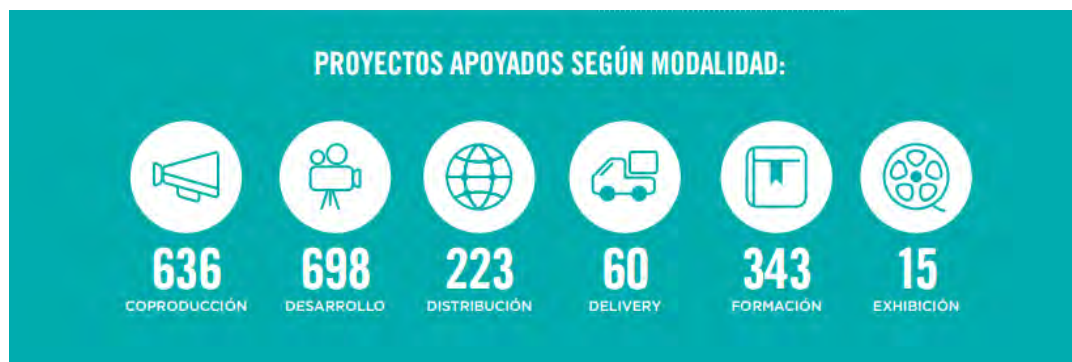 PROYECTOS APOYADOS SEGÚN MODALIDAD:
636 698 223 60 343 15
COPRODUCCIÓN DESARROLLO DISTRIBUCIÓN DELIVERY FORMACIÓN EXHIBICIÓN